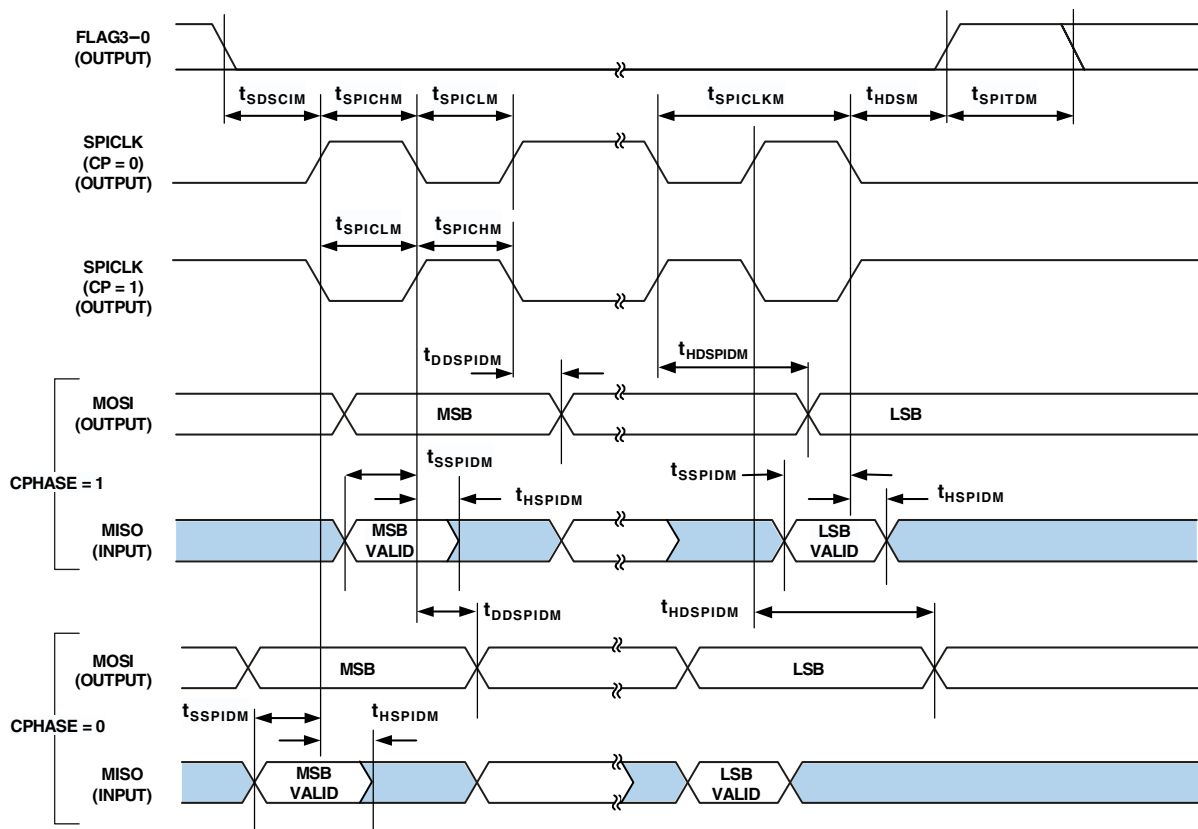 FLAG3–0
(OUTPUT)
tSDSCIM
tSPICHM
tSPICLM
tSPICLKM
tHDSM
tSPITDM
SPICLK
(CP = 0)
(OUTPUT)
tSPICLM
tSPICHM
SPICLK
(CP = 1)
(OUTPUT)
tDDSPIDM
tHDSPIDM
CPHASE = 1
MOSI
(OUTPUT)
MSB
LSB
tSSPIDM
tHSPIDM
tSSPIDM
tHSPIDM
MISO
(INPUT)
MSB
VALID
LSB
VALID
tDDSPIDM
tHDSPIDM
CPHASE = 0
MOSI
(OUTPUT)
MSB
LSB
tSSPIDM
tHSPIDM
MISO
(INPUT)
MSB
VALID
LSB
VALID